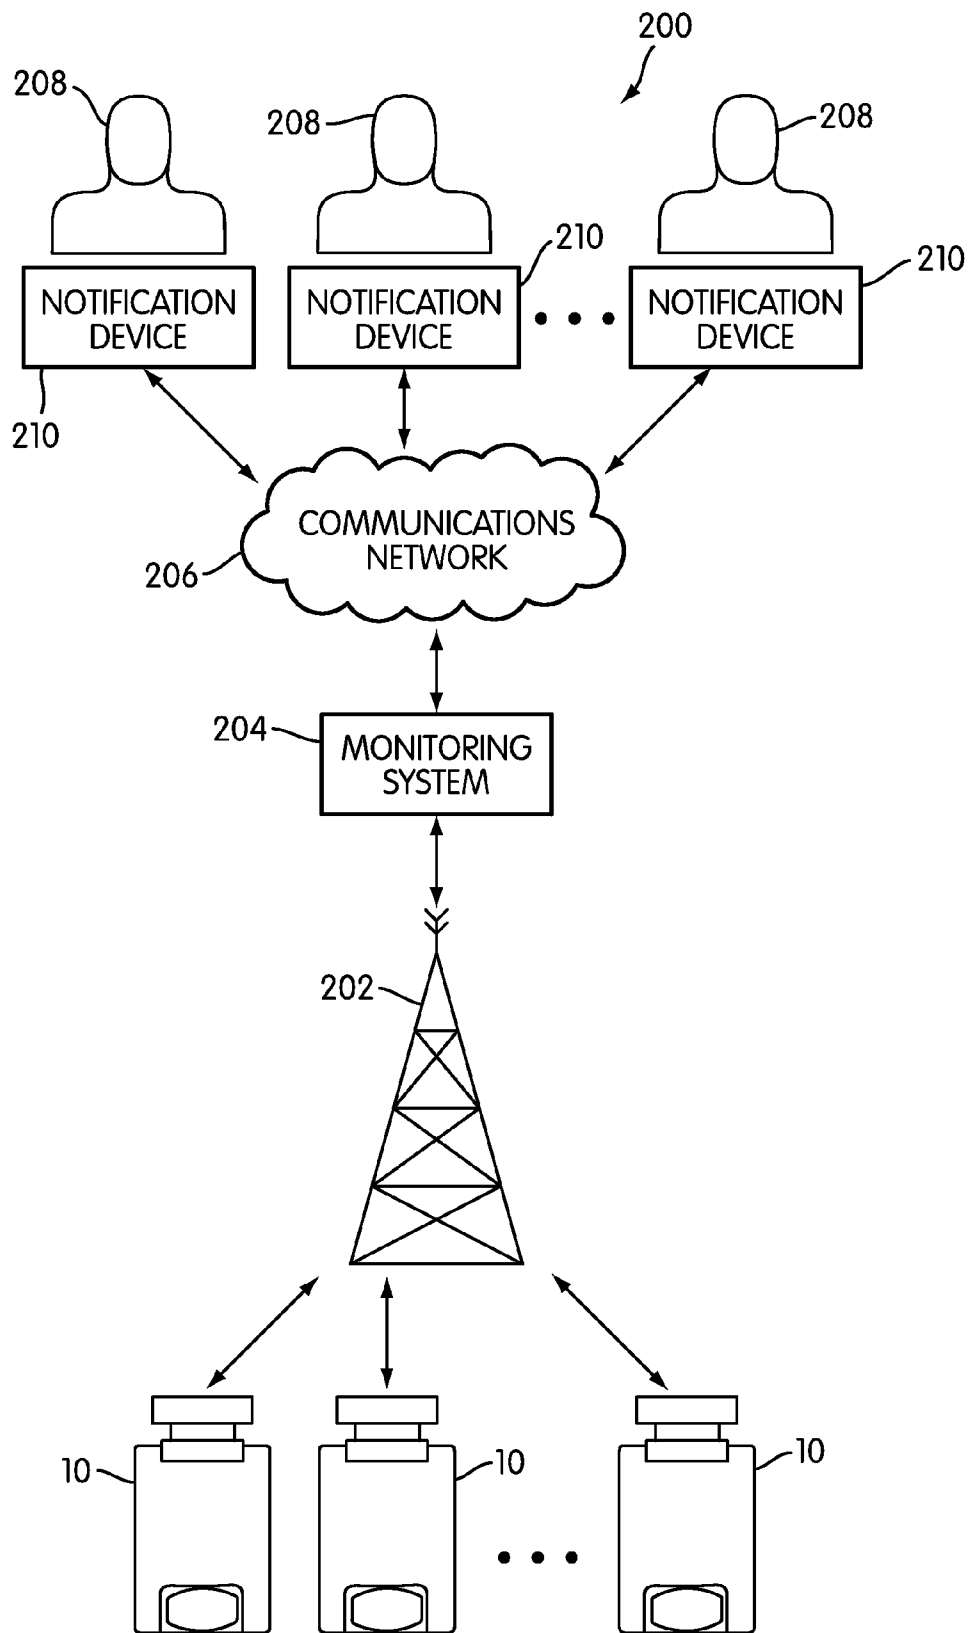 200
208
208
208
210
210
NOTIFICATION
DEVICE
NOTIFICATION
DEVICE
NOTIFICATION
DEVICE
210
COMMUNICATIONS
NETWORK
206
204
MONITORING
SYSTEM
202
10
10
10